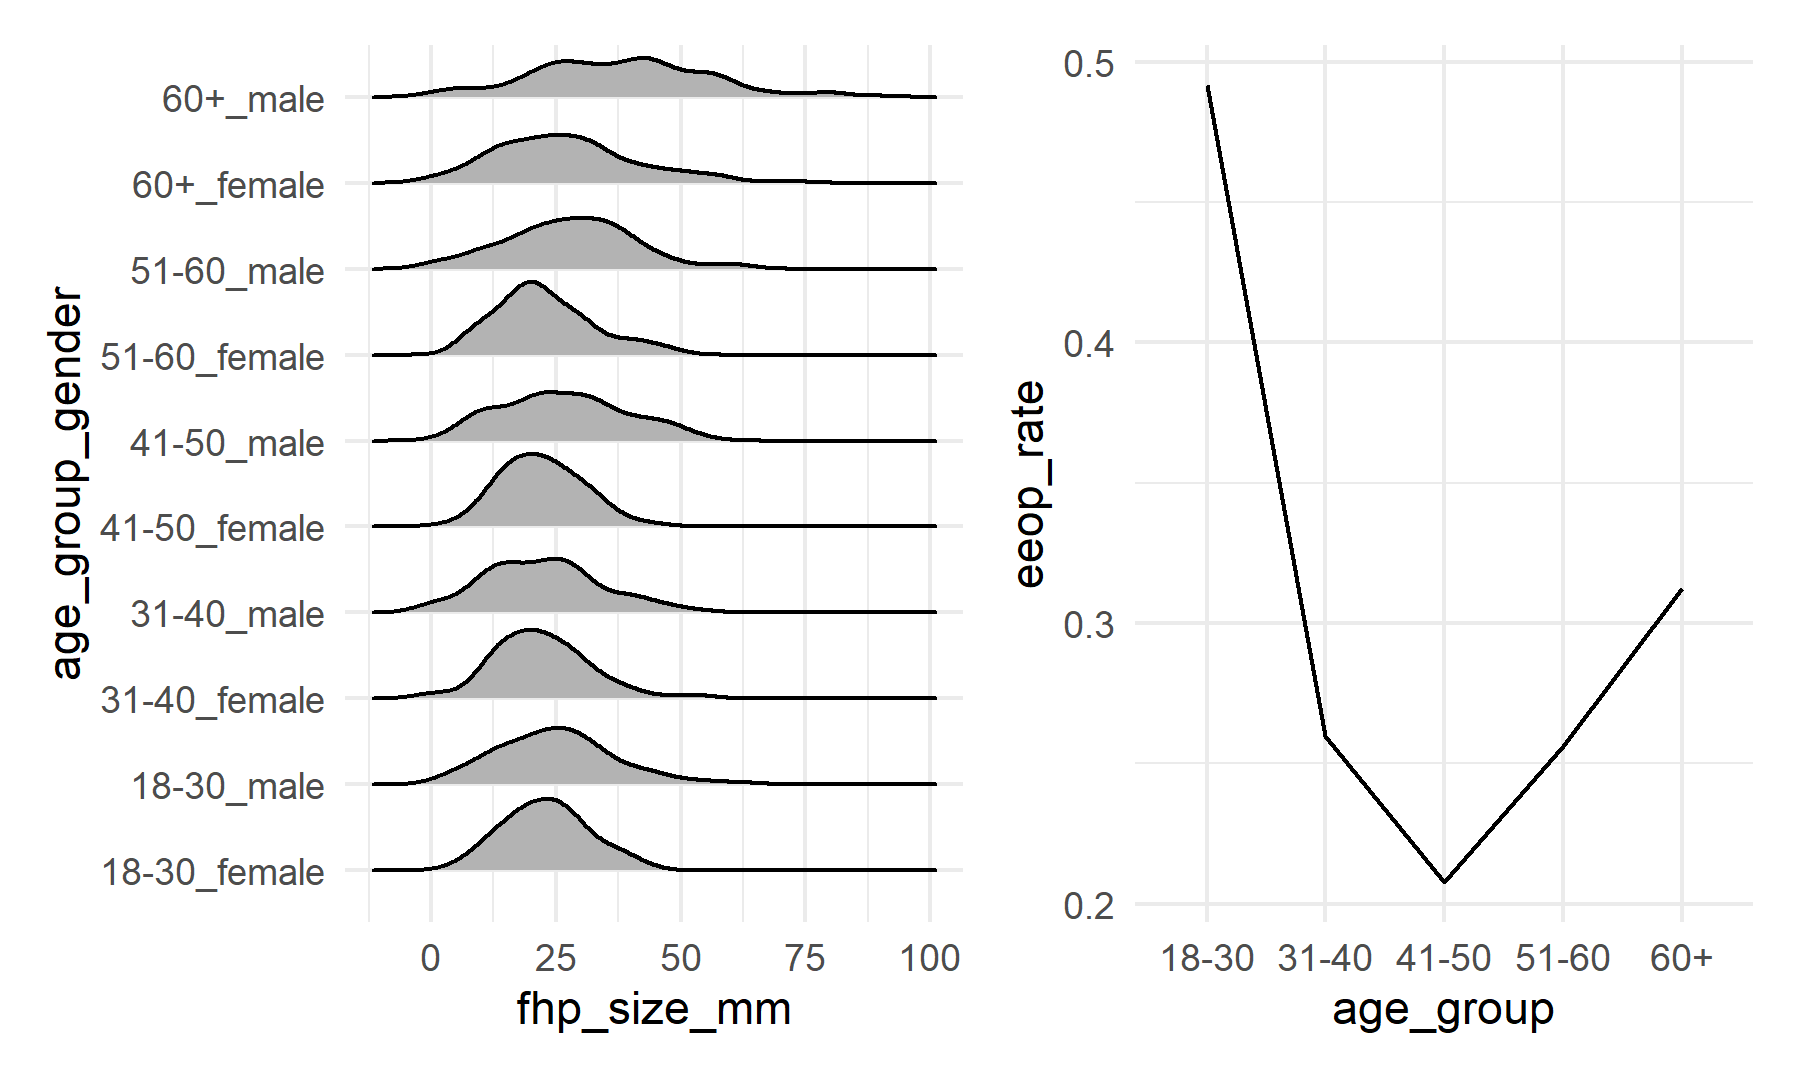 age_group_gender
60+_male
60+_female
51-60_male
51-60_female
41-50_male
41-50_female
31-40_male
31-40_female
18-30_male
18-30_female
0 25 50 75 100
fhp_size_mm
eeop_rate
0.5
0.4
0.3
0.2
18-30 31-40 41-50 51-60 60+
age_group